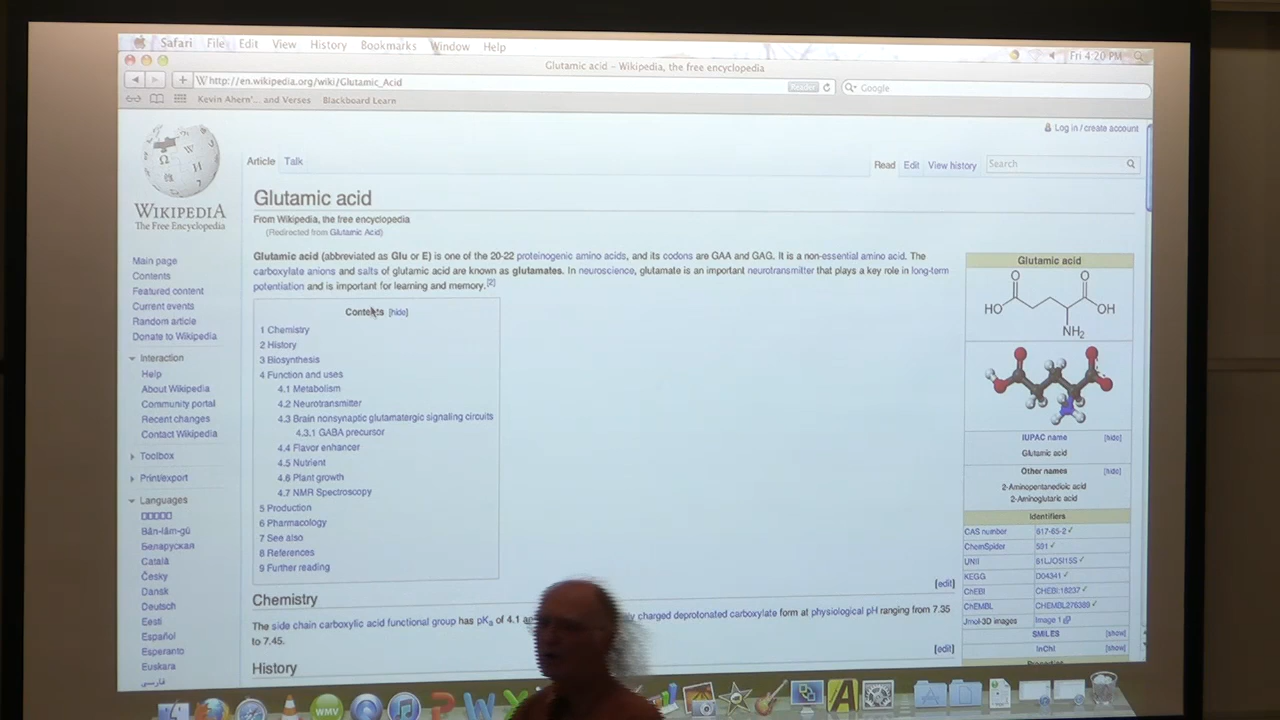 Safari File Edit View History Bookmarks Window Help Fri 4:20 PM
Glutamic acid – Wikipedia, the free encyclopedia
http://en.wikipedia.org/wiki/Glutamic_Acid Reader Google
Kevin Ahern'... and Verses Blackboard Learn
Log in / create account
Article Talk Read Edit View history Search
WIKIPEDIA
The Free Encyclopedia
Main page
Contents
Featured content
Current events
Random article
Donate to Wikipedia
Interaction
Help
About Wikipedia
Community portal
Recent changes
Contact Wikipedia
Toolbox
Print/export
Languages
Bân-lâm-gú
Беларуская
Català
Česky
Dansk
Deutsch
Eesti
Español
Esperanto
Euskara
فارسی
Glutamic acid
From Wikipedia, the free encyclopedia
(Redirected from Glutamic Acid)
Glutamic acid (abbreviated as Glu or E) is one of the 20-22 proteinogenic amino acids, and its codons are GAA and GAG. It is a non-essential amino acid. The
carboxylate anions and salts of glutamic acid are known as glutamates. In neuroscience, glutamate is an important neurotransmitter that plays a key role in long-term
potentiation and is important for learning and memory.[2]
Contents [hide]
1 Chemistry
2 History
3 Biosynthesis
4 Function and uses
4.1 Metabolism
4.2 Neurotransmitter
4.3 Brain nonsynaptic glutamatergic signaling circuits
4.3.1 GABA precursor
4.4 Flavor enhancer
4.5 Nutrient
4.6 Plant growth
4.7 NMR Spectroscopy
5 Production
6 Pharmacology
7 See also
8 References
9 Further reading
[edit]
Chemistry
The side chain carboxylic acid functional group has pKa of 4.1 charged deprotonated carboxylate form at physiological pH ranging from 7.35
to 7.45.
[edit]
History
Glutamic acid
O O
HO OH
NH2
IUPAC name [hide]
Glutamic acid
Other names [hide]
2-Aminopentanedioic acid
2-Aminoglutaric acid
Identifiers
CAS number 617-65-2
ChemSpider 591
UNII 61LJO5I15S
KEGG D04341
ChEBI CHEBI:18237
ChEMBL CHEMBL276389
Jmol-3D images Image 1
SMILES [show]
InChI [show]
WMV